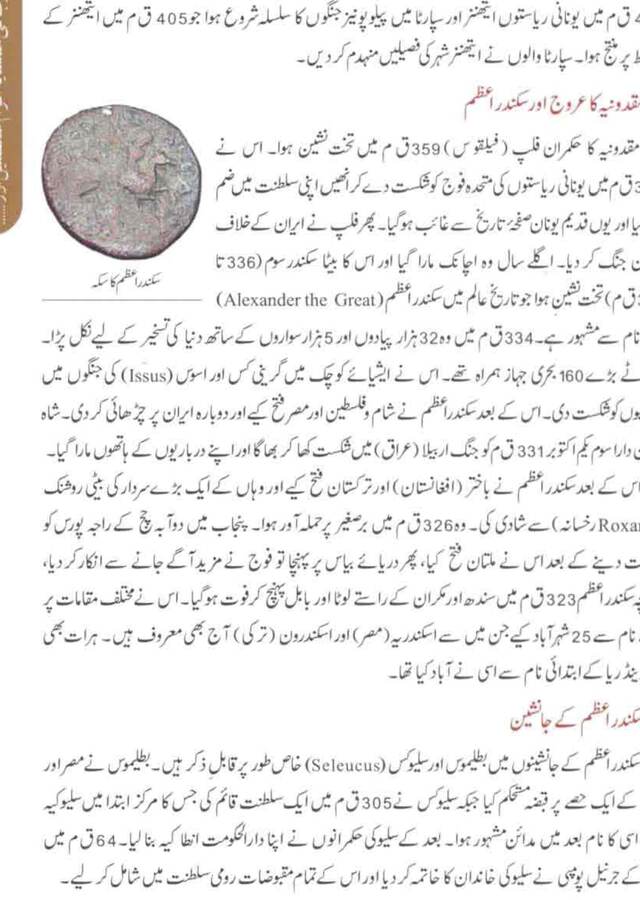 ق م میں یونانی ریاستوں ایتھنز اور سپارٹا میں پیلوپونیز جنگوں کا سلسلہ شروع ہوا جو 405 ق م میں ایتھنز کے
پر منتج ہوا۔ سپارٹا والوں نے ایتھنز شہر کی فصیلیں منہدم کر دیں۔
مقدونیہ کا عروج اور سکندر اعظم
مقدونیہ کا حکمران فلپ (فیلقوس) 359 ق م میں تخت نشین ہوا۔ اس نے
ق م میں یونانی ریاستوں کی متحدہ فوج کو شکست دے کر انھیں اپنی سلطنت میں ضم
یا اور یوں قدیم یونان صفحۂ تاریخ سے غائب ہو گیا۔ پھر فلپ نے ایران کے خلاف
ن جنگ کر دیا۔ اگلے سال وہ اچانک مارا گیا اور اس کا بیٹا سکندر سوم (336 تا
ق م) تخت نشین ہوا جو تاریخ عالم میں سکندر اعظم (Alexander the Great)
سکندر اعظم کا سکہ
نام سے مشہور ہے۔ 334 ق م میں وہ 32 ہزار پیادوں اور 5 ہزار سواروں کے ساتھ دنیا کی تسخیر کے لیے نکل پڑا۔
ٹے بڑے 160 بحری جہاز ہمراہ تھے۔ اس نے ایشیائے کوچک میں گرینی کس اور اسوس (Issus) کی جنگوں میں
وں کو شکست دی۔ اس کے بعد سکندر اعظم نے شام و فلسطین اور مصر فتح کیے اور دوبارہ ایران پر چڑھائی کر دی۔ شاہ
ن دارا سوم یکم اکتوبر 331 ق م کو جنگ اربیلا (عراق) میں شکست کھا کر بھاگا اور اپنے درباریوں کے ہاتھوں مارا گیا۔
اس کے بعد سکندر اعظم نے باختر (افغانستان) اور ترکستان فتح کیے اور وہاں کے ایک بڑے سردار کی بیٹی روشنک
Roxa رخسانہ) سے شادی کی۔ وہ 326 ق م میں برصغیر پر حملہ آور ہوا۔ پنجاب میں دوآبہ چج کے راجہ پورس کو
ت دینے کے بعد اس نے ملتان فتح کیا، پھر دریائے بیاس پر پہنچا تو فوج نے مزید آگے جانے سے انکار کر دیا،
چہ سکندر اعظم 323 ق م میں سندھ اور مکران کے راستے لوٹا اور بابل پہنچ کر فوت ہو گیا۔ اس نے مختلف مقامات پر
نام سے 25 شہر آباد کیے جن میں سے اسکندریہ (مصر) اور اسکندرون (ترکی) آج بھی معروف ہیں۔ ہرات بھی
ینڈریا کے ابتدائی نام سے اسی نے آباد کیا تھا۔
سکندر اعظم کے جانشین
سکندر اعظم کے جانشینوں میں بطلیموس اور سلیوکس (Seleucus) خاص طور پر قابل ذکر ہیں۔ بطلیموس نے مصر اور
کے ایک حصے پر قبضہ مستحکم کیا جبکہ سلیوکس نے 305 ق م میں ایک سلطنت قائم کی جس کا مرکز ابتدا میں سلیوکیہ
اسی کا نام بعد میں مدائن مشہور ہوا۔ بعد کے سلیوکی حکمرانوں نے اپنا دارالحکومت انطاکیہ بنا لیا۔ 64 ق م میں
کے جرنیل پومپی نے سلیوکی خاندان کا خاتمہ کر دیا اور اس کے تمام مقبوضات رومی سلطنت میں شامل کر لیے۔